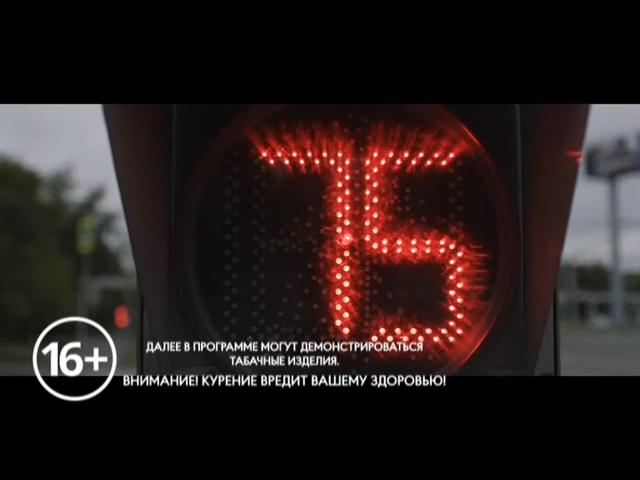 75
16+
ДАЛЕЕ В ПРОГРАММЕ МОГУТ ДЕМОНСТРИРОВАТЬСЯ
ТАБАЧНЫЕ ИЗДЕЛИЯ.
ВНИМАНИЕ! КУРЕНИЕ ВРЕДИТ ВАШЕМУ ЗДОРОВЬЮ!